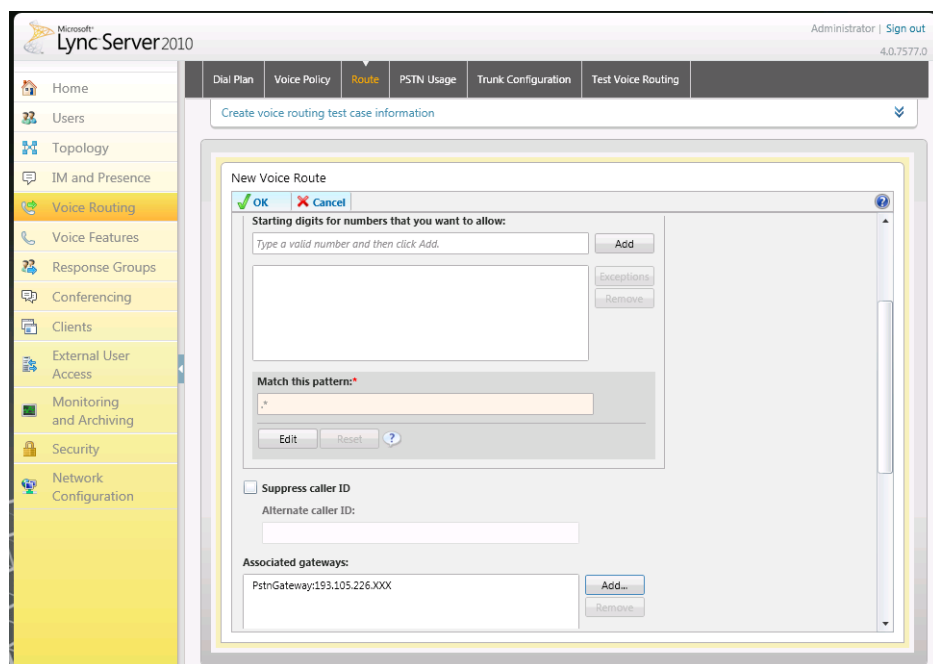 Microsoft®
Lync Server 2010
Administrator | Sign out
4.0.7577.0
Home
Users
Topology
IM and Presence
Voice Routing
Voice Features
Response Groups
Conferencing
Clients
External User
Access
Monitoring
and Archiving
Security
Network
Configuration
Dial Plan Voice Policy Route PSTN Usage Trunk Configuration Test Voice Routing
Create voice routing test case information
New Voice Route
OK Cancel
Starting digits for numbers that you want to allow:
Type a valid number and then click Add. Add
Exceptions
Remove
Match this pattern:*
.*
Edit Reset ?
Suppress caller ID
Alternate caller ID:
Associated gateways:
PstnGateway:193.105.226.XXX Add...
Remove